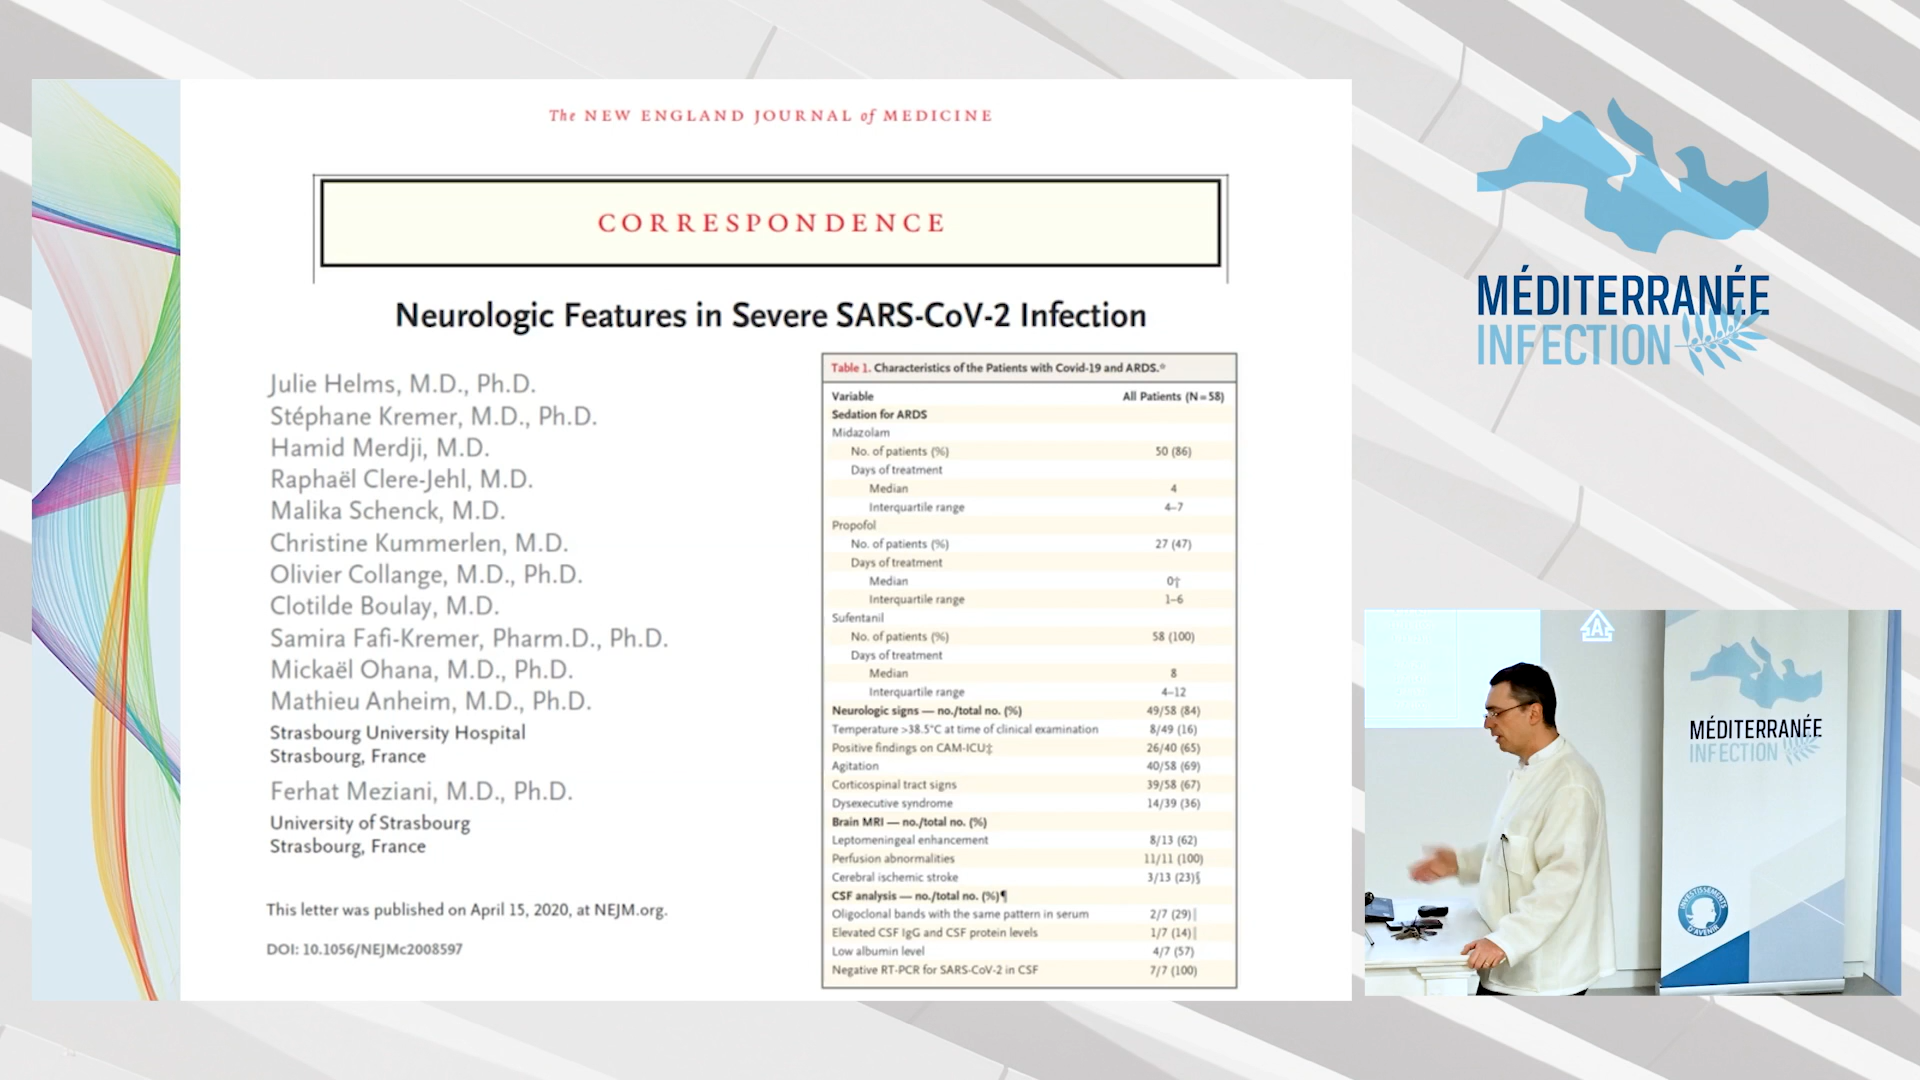 The NEW ENGLAND JOURNAL of MEDICINE
CORRESPONDENCE
Neurologic Features in Severe SARS-CoV-2 Infection
Julie Helms, M.D., Ph.D.
Stéphane Kremer, M.D., Ph.D.
Hamid Merdji, M.D.
Raphaël Clere-Jehl, M.D.
Malika Schenck, M.D.
Christine Kummerlen, M.D.
Olivier Collange, M.D., Ph.D.
Clotilde Boulay, M.D.
Samira Fafi-Kremer, Pharm.D., Ph.D.
Mickaël Ohana, M.D., Ph.D.
Mathieu Anheim, M.D., Ph.D.
Strasbourg University Hospital
Strasbourg, France
Ferhat Meziani, M.D., Ph.D.
University of Strasbourg
Strasbourg, France
This letter was published on April 15, 2020, at NEJM.org.
DOI: 10.1056/NEJMc2008597
Table 1. Characteristics of the Patients with Covid-19 and ARDS.*
Variable All Patients (N=58)
Sedation for ARDS
Midazolam
No. of patients (%) 50 (86)
Days of treatment
Median 4
Interquartile range 4–7
Propofol
No. of patients (%) 27 (47)
Days of treatment
Median 0†
Interquartile range 1–6
Sufentanil
No. of patients (%) 58 (100)
Days of treatment
Median 8
Interquartile range 4–12
Neurologic signs — no./total no. (%) 49/58 (84)
Temperature >38.5°C at time of clinical examination 8/49 (16)
Positive findings on CAM-ICU‡ 26/40 (65)
Agitation 40/58 (69)
Corticospinal tract signs 39/58 (67)
Dysexecutive syndrome 14/39 (36)
Brain MRI — no./total no. (%)
Leptomeningeal enhancement 8/13 (62)
Perfusion abnormalities 11/11 (100)
Cerebral ischemic stroke 3/13 (23)§
CSF analysis — no./total no. (%)¶
Oligoclonal bands with the same pattern in serum 2/7 (29)‖
Elevated CSF IgG and CSF protein levels 1/7 (14)‖
Low albumin level 4/7 (57)
Negative RT-PCR for SARS-CoV-2 in CSF 7/7 (100)
MÉDITERRANÉE
INFECTION
A
MÉDITERRANÉE
INFECTION
INVESTISSEMENTS
D'AVENIR